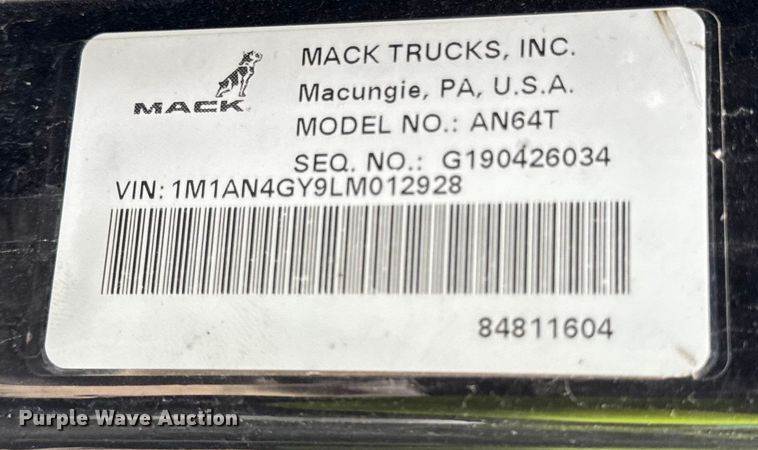 MACK TRUCKS, INC.
MACK
Macungie, PA, U.S.A.
MODEL NO.: AN64T
SEQ. NO.: G190426034
VIN: 1M1AN4GY9LM012928
84811604
Purple Wave Auction